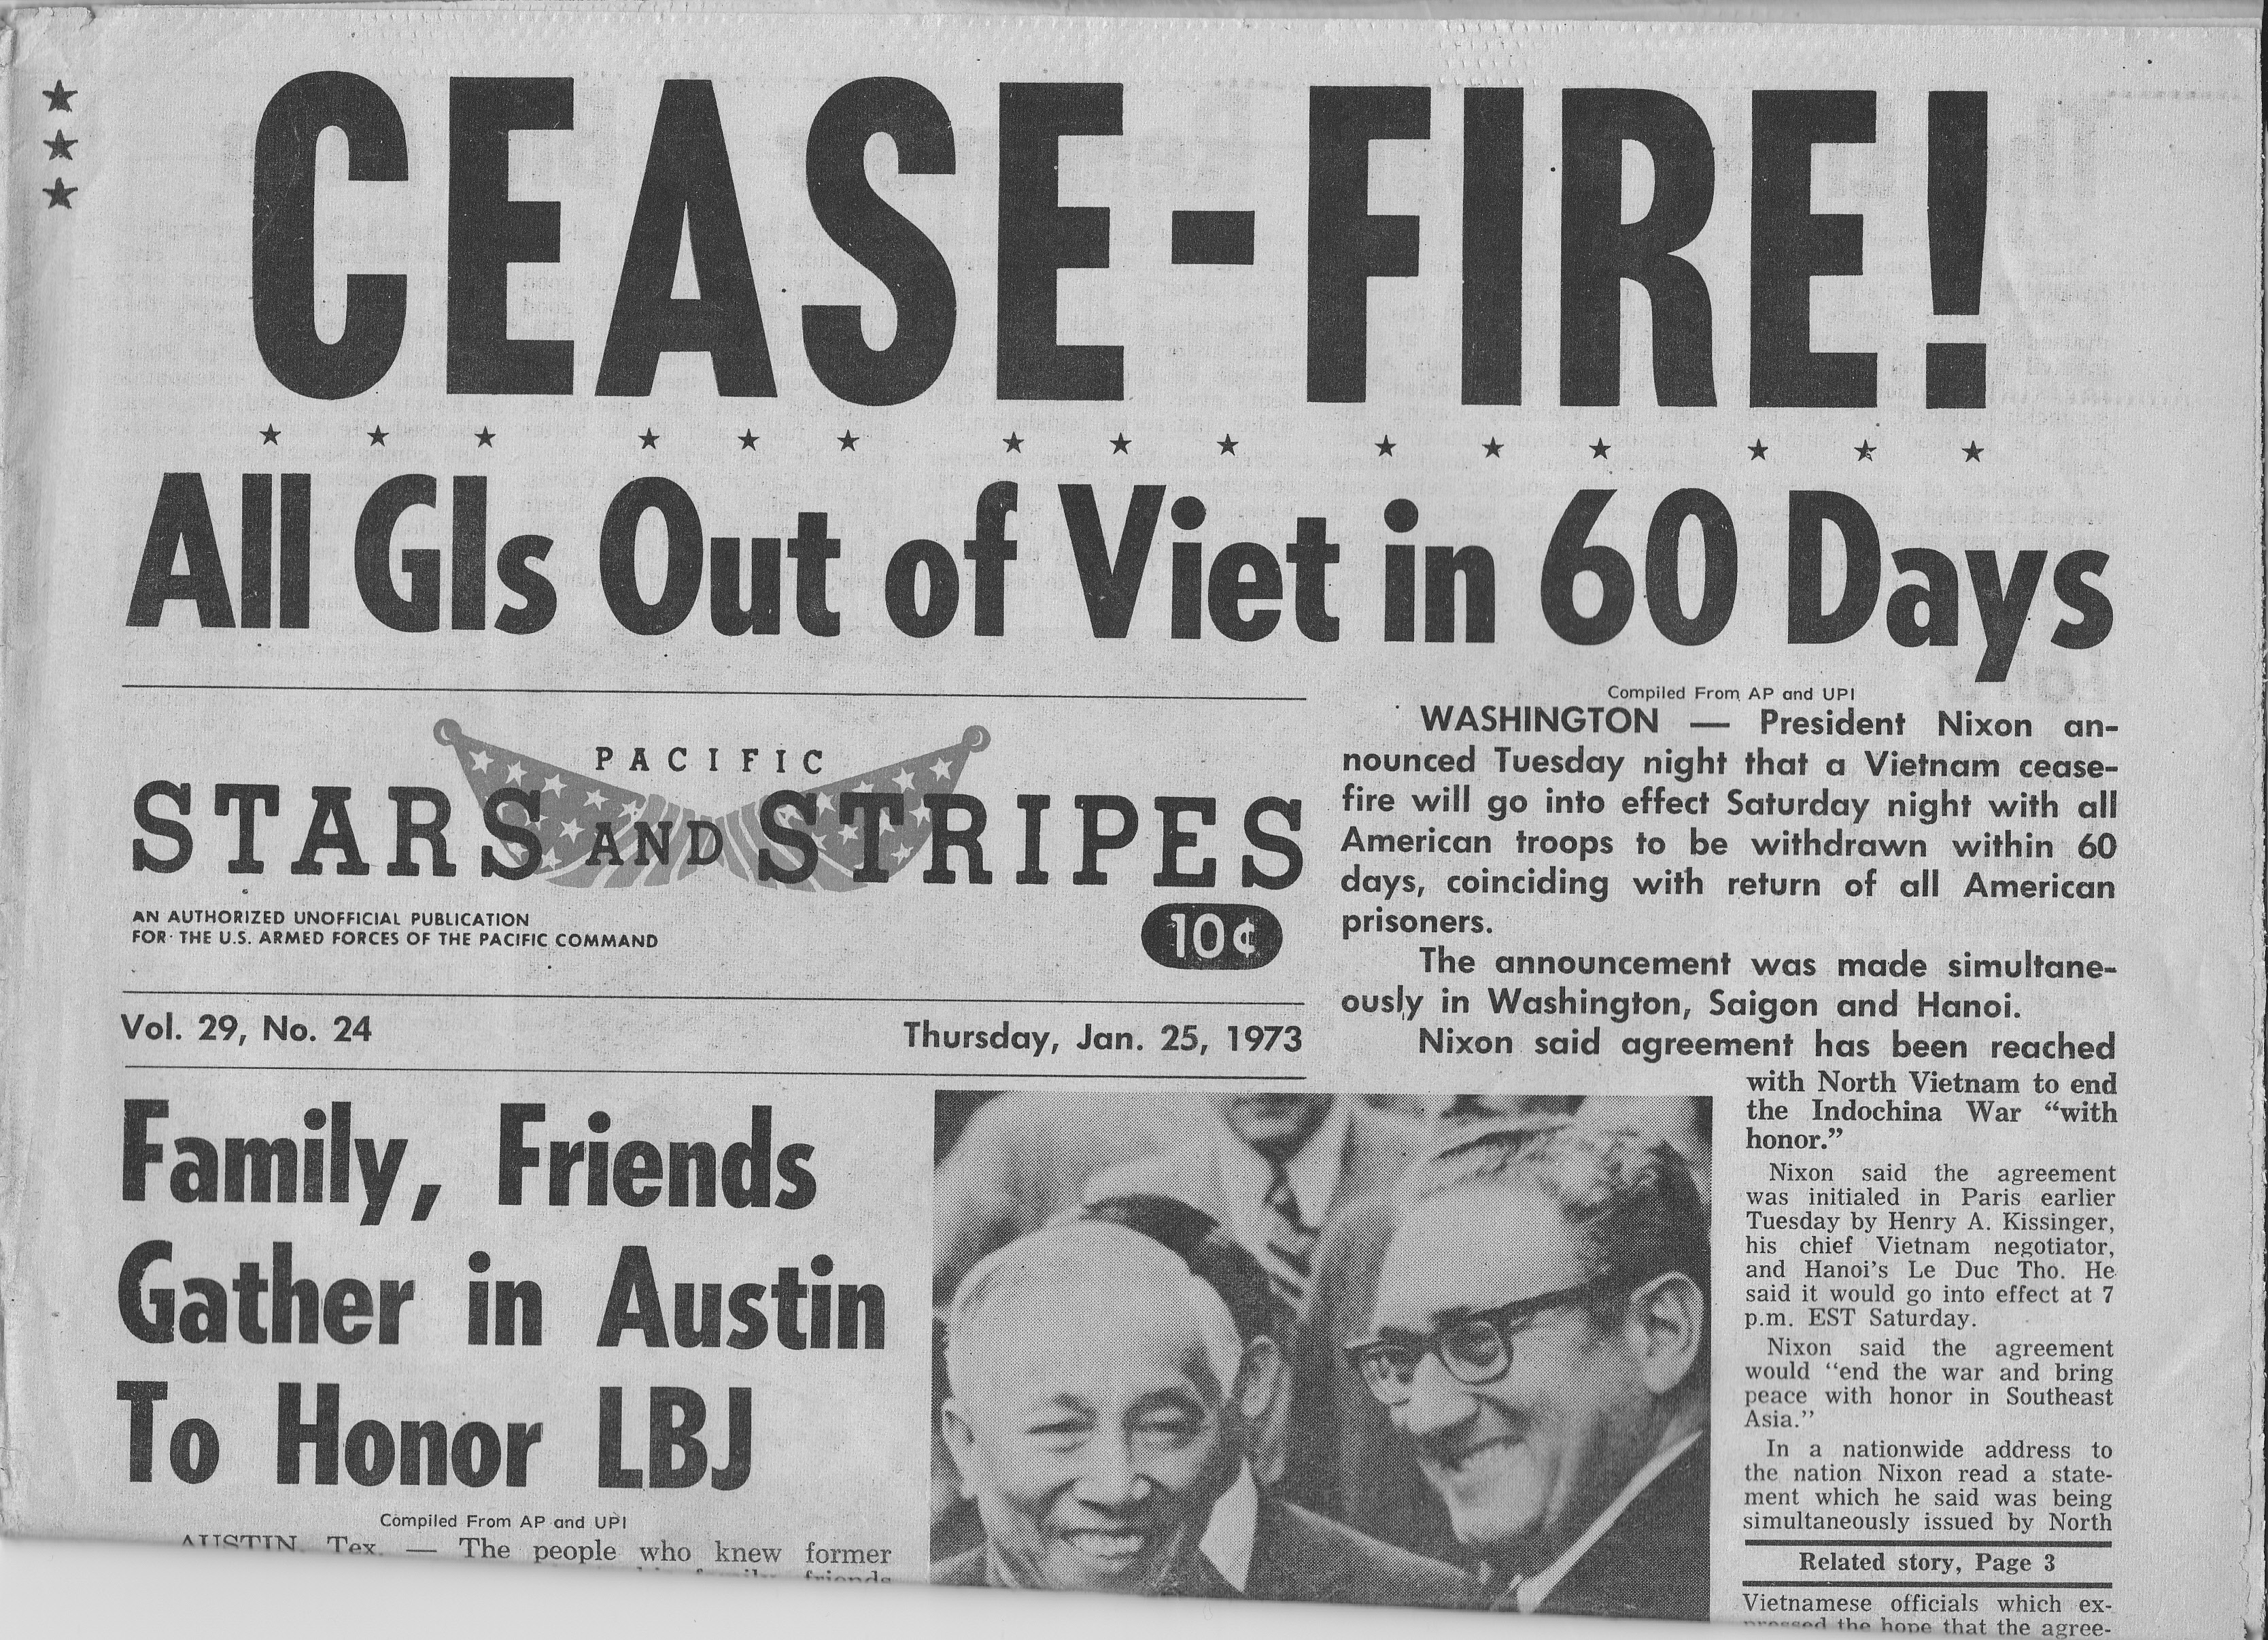 CEASE-FIRE!
All GIs Out of Viet in 60 Days
PACIFIC
STARS AND STRIPES
AN AUTHORIZED UNOFFICIAL PUBLICATION
FOR THE U.S. ARMED FORCES OF THE PACIFIC COMMAND
10¢
Vol. 29, No. 24
Thursday, Jan. 25, 1973
Compiled From AP and UPI
WASHINGTON — President Nixon an-
nounced Tuesday night that a Vietnam cease-
fire will go into effect Saturday night with all
American troops to be withdrawn within 60
days, coinciding with return of all American
prisoners.
The announcement was made simultane-
ously in Washington, Saigon and Hanoi.
Nixon said agreement has been reached
with North Vietnam to end
the Indochina War “with
honor.”
Nixon said the agreement
was initialed in Paris earlier
Tuesday by Henry A. Kissinger,
his chief Vietnam negotiator,
and Hanoi’s Le Duc Tho. He
said it would go into effect at 7
p.m. EST Saturday.
Nixon said the agreement
would “end the war and bring
peace with honor in Southeast
Asia.”
In a nationwide address to
the nation Nixon read a state-
ment which he said was being
simultaneously issued by North
Related story, Page 3
Vietnamese officials which ex-
pressed the hope that the agree-
Family, Friends
Gather in Austin
To Honor LBJ
Compiled From AP and UPI
AUSTIN, Tex. — The people who knew former
family, friends